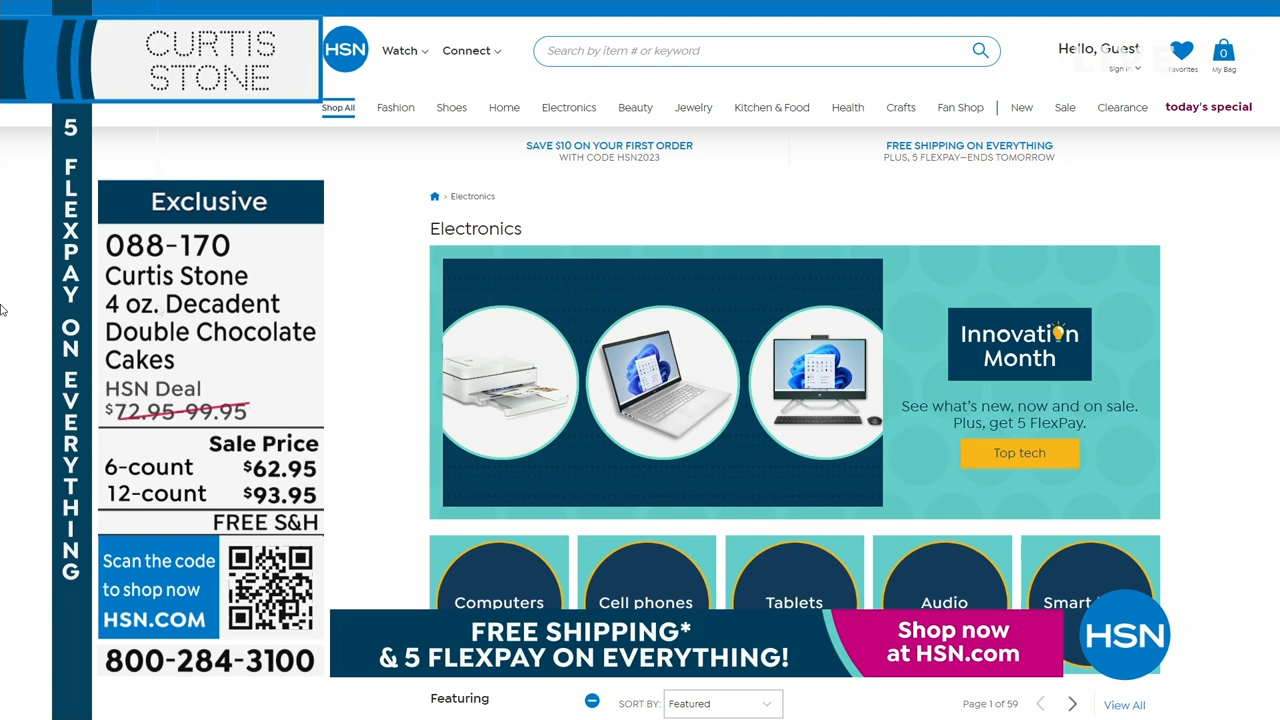 CURTIS
STONE
HSN
Watch
Connect
Search by item # or keyword
Hello, Guest
Sign in
Favorites
0
My Bag
Shop All
Fashion
Shoes
Home
Electronics
Beauty
Jewelry
Kitchen & Food
Health
Crafts
Fan Shop
New
Sale
Clearance
today's special
SAVE $10 ON YOUR FIRST ORDER
WITH CODE HSN2023
FREE SHIPPING ON EVERYTHING
PLUS, 5 FLEXPAY—ENDS TOMORROW
5 FLEXPAY ON EVERYTHING
Exclusive
088-170
Curtis Stone
4 oz. Decadent
Double Chocolate
Cakes
HSN Deal
$72.95-99.95
Sale Price
6-count $62.95
12-count $93.95
FREE S&H
Scan the code
to shop now
HSN.COM
800-284-3100
> Electronics
Electronics
Innovation
Month
See what's new, now and on sale.
Plus, get 5 FlexPay.
Top tech
Computers
Cell phones
Tablets
Audio
FREE SHIPPING*
& 5 FLEXPAY ON EVERYTHING!
Shop now
at HSN.com
HSN
Featuring
SORT BY:
Featured
Page 1 of 59
View All